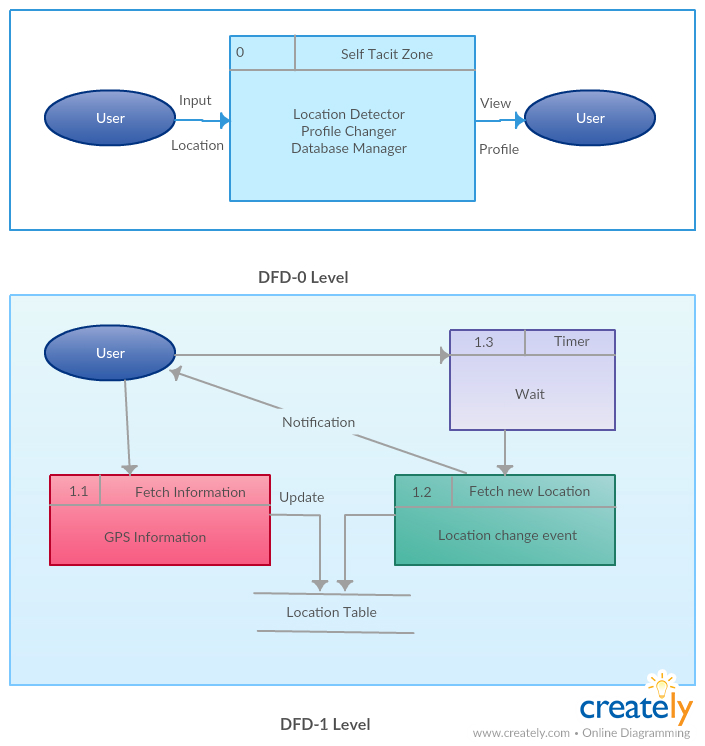 0
Self Tacit Zone
User
Input
Location
Location Detector
Profile Changer
Database Manager
View
Profile
User
DFD-0 Level
User
1.3
Timer
Wait
Notification
1.1
Fetch Information
GPS Information
Update
1.2
Fetch new Location
Location change event
Location Table
creately
DFD-1 Level
www.creately.com • Online Diagramming